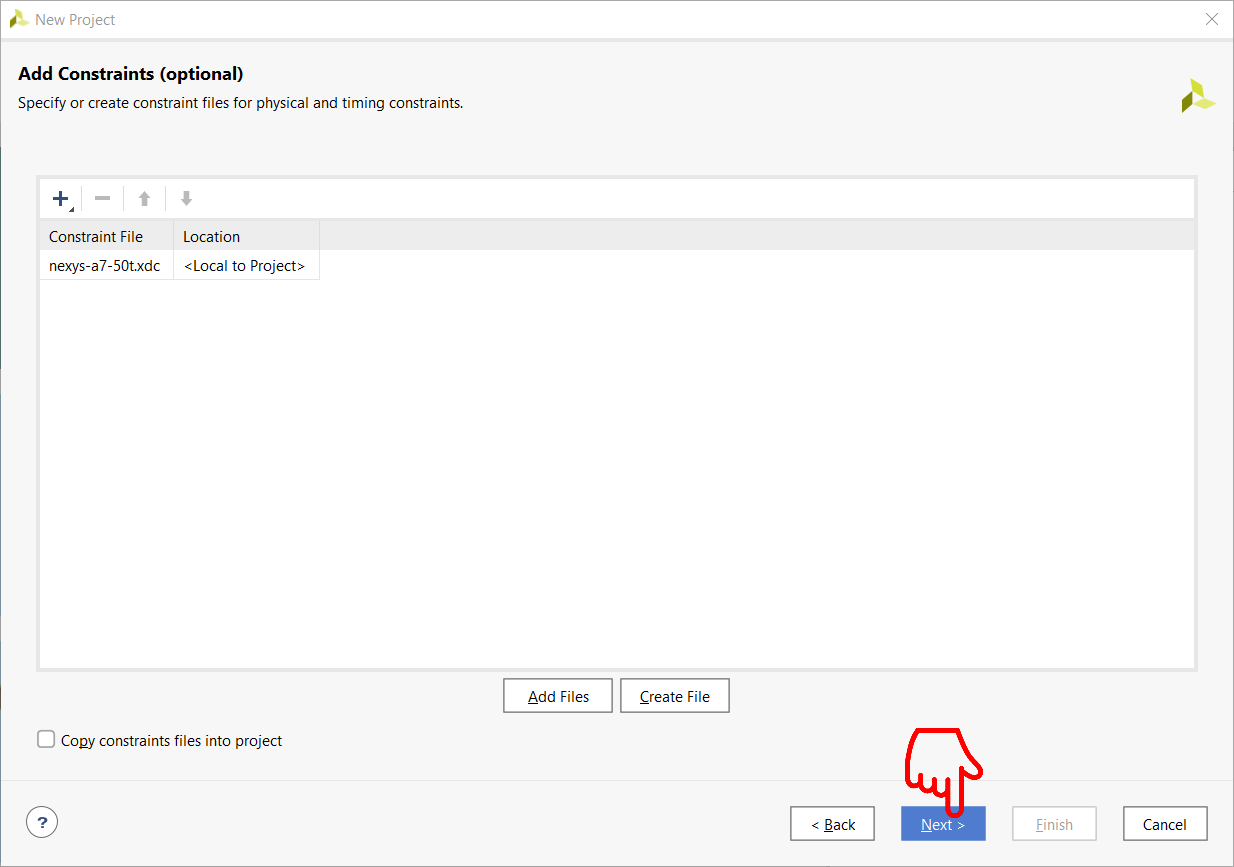 New Project
Add Constraints (optional)
Specify or create constraint files for physical and timing constraints.
Constraint File Location
nexys-a7-50t.xdc <Local to Project>
Add Files Create File
Copy constraints files into project
? < Back Next > Finish Cancel